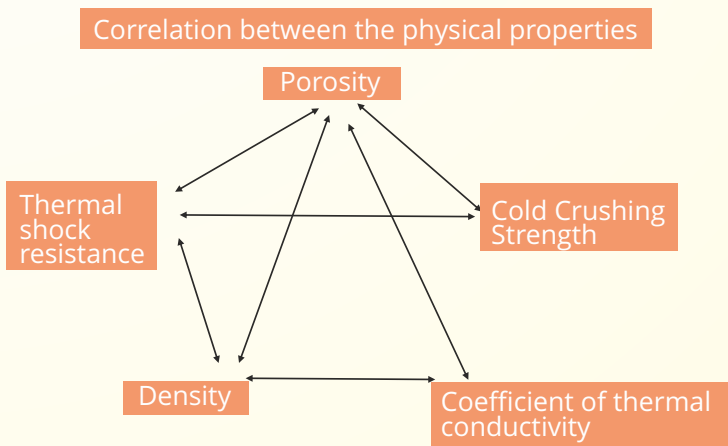 Correlation between the physical properties
Porosity
Thermal
shock
resistance
Cold Crushing
Strength
Density
Coefficient of thermal
conductivity